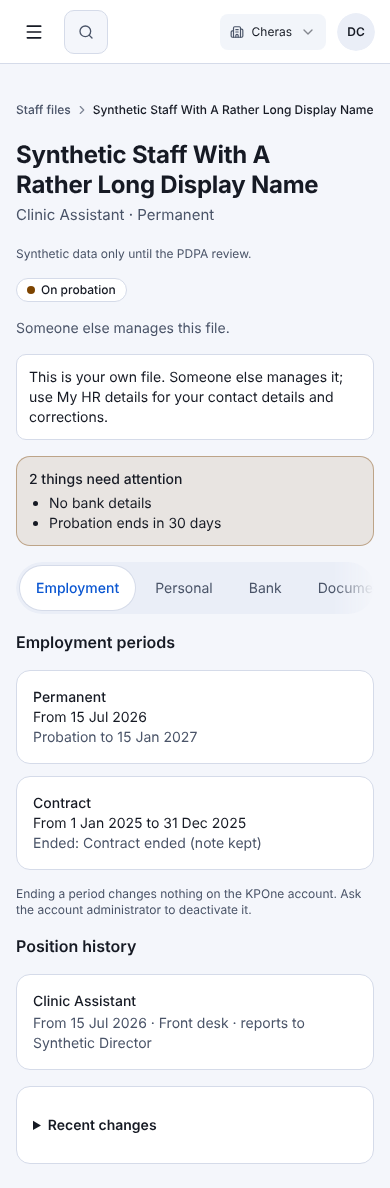 Cheras
DC
Staff files
Synthetic Staff With A Rather Long Display Name
Synthetic Staff With A
Rather Long Display Name
Clinic Assistant · Permanent
Synthetic data only until the PDPA review.
On probation
Someone else manages this file.
This is your own file. Someone else manages it;
use My HR details for your contact details and
corrections.
2 things need attention
• No bank details
• Probation ends in 30 days
Employment
Personal
Bank
Docume
Employment periods
Permanent
From 15 Jul 2026
Probation to 15 Jan 2027
Contract
From 1 Jan 2025 to 31 Dec 2025
Ended: Contract ended (note kept)
Ending a period changes nothing on the KPOne account. Ask
the account administrator to deactivate it.
Position history
Clinic Assistant
From 15 Jul 2026 · Front desk · reports to
Synthetic Director
Recent changes